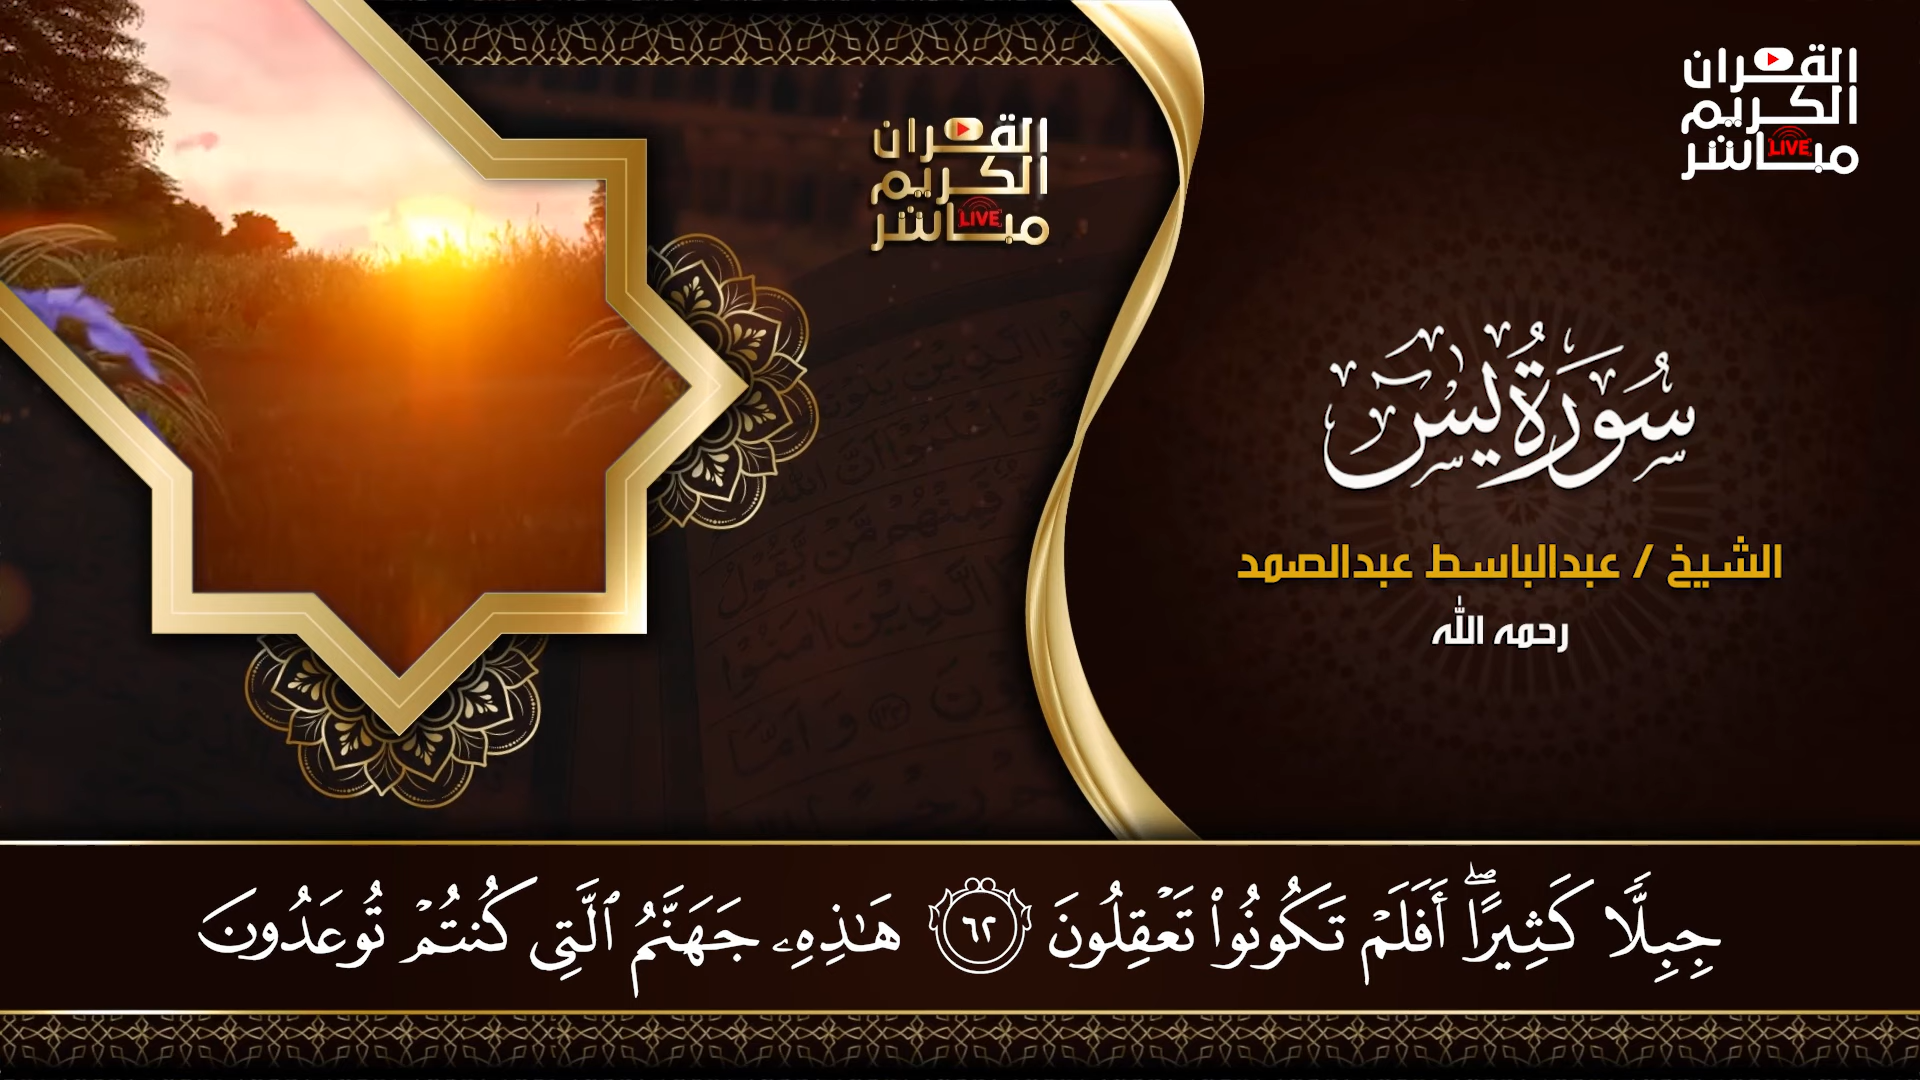 القرآن
الكريم
مباشر
LIVE
القرآن
الكريم
مباشر
LIVE
سُورَةُ يسٓ
الشيخ / عبدالباسط عبدالصمد
رحمه الله
جِبِلّٗا كَثِيرًاۖ أَفَلَمۡ تَكُونُواْ تَعۡقِلُونَ ٦٢ هَٰذِهِۦ جَهَنَّمُ ٱلَّتِي كُنتُمۡ تُوعَدُونَ